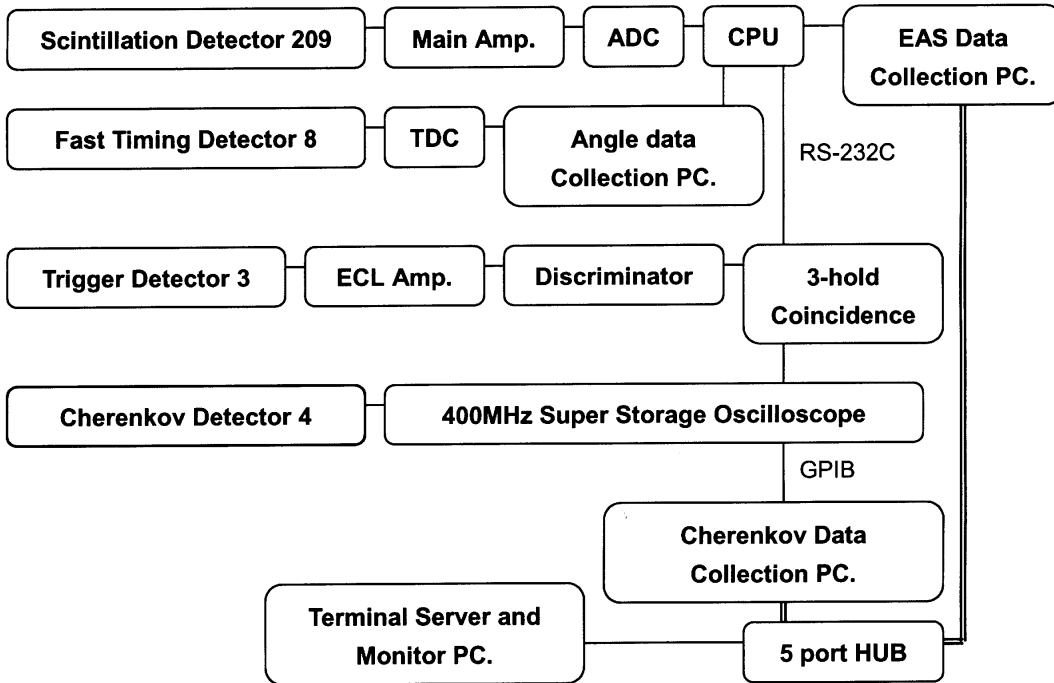 Scintillation Detector 209
Main Amp.
ADC
CPU
EAS Data
Collection PC.
Fast Timing Detector 8
TDC
Angle data
Collection PC.
RS-232C
Trigger Detector 3
ECL Amp.
Discriminator
3-hold
Coincidence
Cherenkov Detector 4
400MHz Super Storage Oscilloscope
GPIB
Cherenkov Data
Collection PC.
Terminal Server and
Monitor PC.
5 port HUB